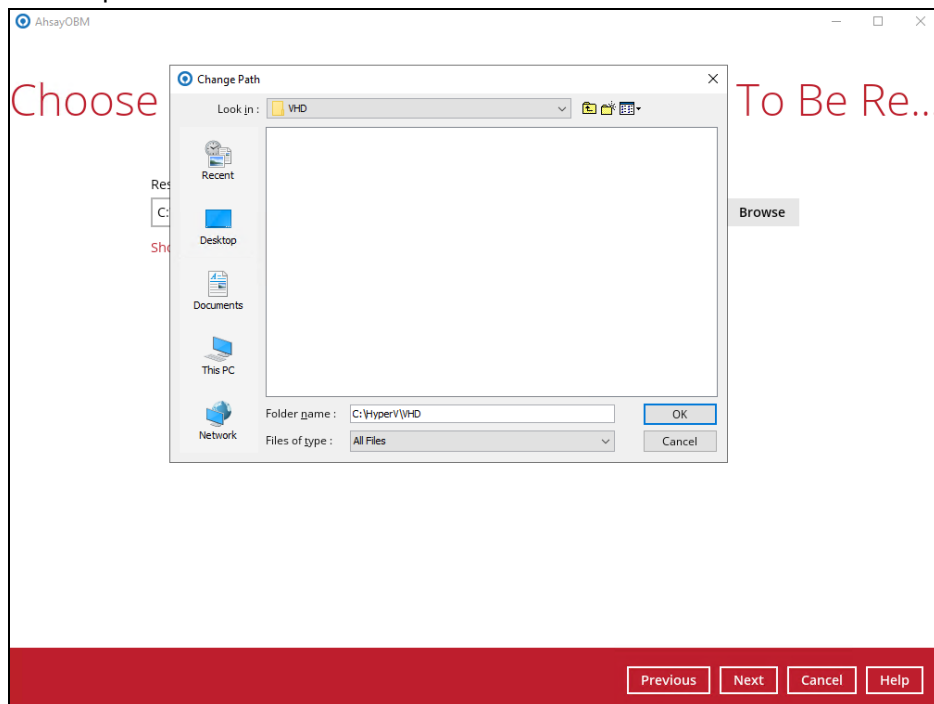 AhsayOBM
Choose To Be Re..
Change Path
Look in : VHD
Recent
Desktop
Documents
This PC
Network
Res
C:
Browse
Sho
Folder name : C:\HyperV\VHD
OK
Files of type : All Files
Cancel
Previous Next Cancel Help